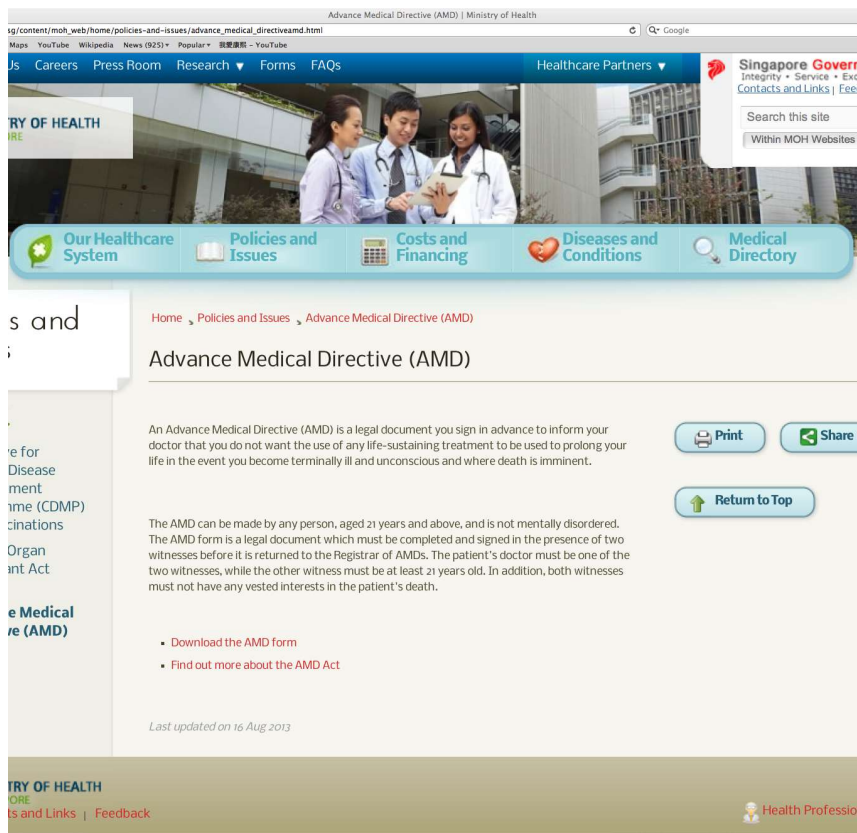 Advance Medical Directive (AMD) | Ministry of Health
sg/content/moh_web/home/policies-and-issues/advance_medical_directiveamd.html
Google
Maps YouTube Wikipedia News (925) Popular 我愛康熙 - YouTube
Us Careers Press Room Research Forms FAQs Healthcare Partners
Singapore Govern
Integrity • Service • Exc
Contacts and Links | Fee
Search this site
Within MOH Websites
TRY OF HEALTH
ORE
Our Healthcare System
Policies and Issues
Costs and Financing
Diseases and Conditions
Medical Directory
s and
s
Home Policies and Issues Advance Medical Directive (AMD)
Advance Medical Directive (AMD)
An Advance Medical Directive (AMD) is a legal document you sign in advance to inform your
doctor that you do not want the use of any life-sustaining treatment to be used to prolong your
life in the event you become terminally ill and unconscious and where death is imminent.
Print
Share
Return to Top
ve for
Disease
ment
me (CDMP)
cinations
Organ
ant Act
e Medical
ve (AMD)
The AMD can be made by any person, aged 21 years and above, and is not mentally disordered.
The AMD form is a legal document which must be completed and signed in the presence of two
witnesses before it is returned to the Registrar of AMDs. The patient's doctor must be one of the
two witnesses, while the other witness must be at least 21 years old. In addition, both witnesses
must not have any vested interests in the patient's death.
Download the AMD form
Find out more about the AMD Act
Last updated on 16 Aug 2013
TRY OF HEALTH
ORE
ts and Links | Feedback
Health Professio